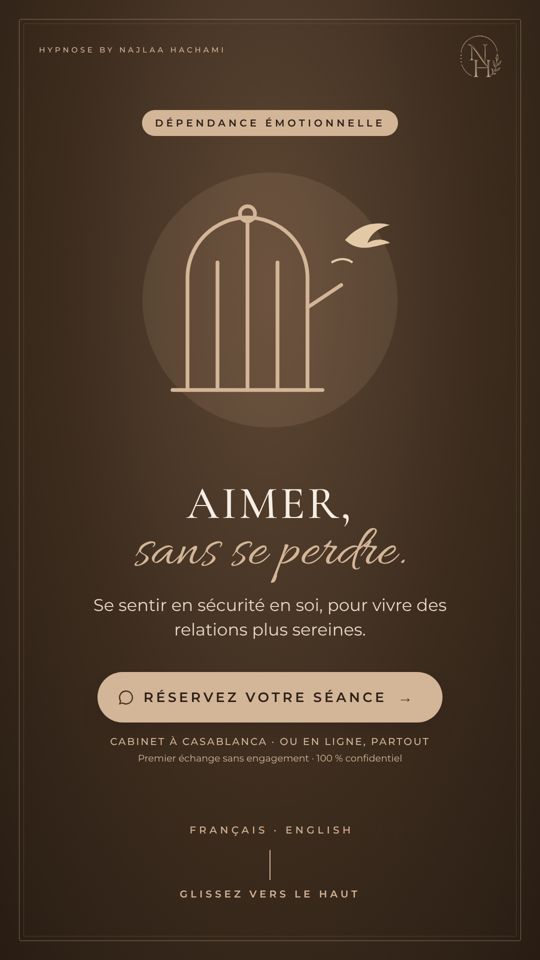 HYPNOSE BY NAJLAA HACHAMI
NH
DÉPENDANCE ÉMOTIONNELLE
AIMER,
sans se perdre.
Se sentir en sécurité en soi, pour vivre des
relations plus sereines.
RÉSERVEZ VOTRE SÉANCE →
CABINET À CASABLANCA · OU EN LIGNE, PARTOUT
Premier échange sans engagement · 100 % confidentiel
FRANÇAIS · ENGLISH
GLISSEZ VERS LE HAUT